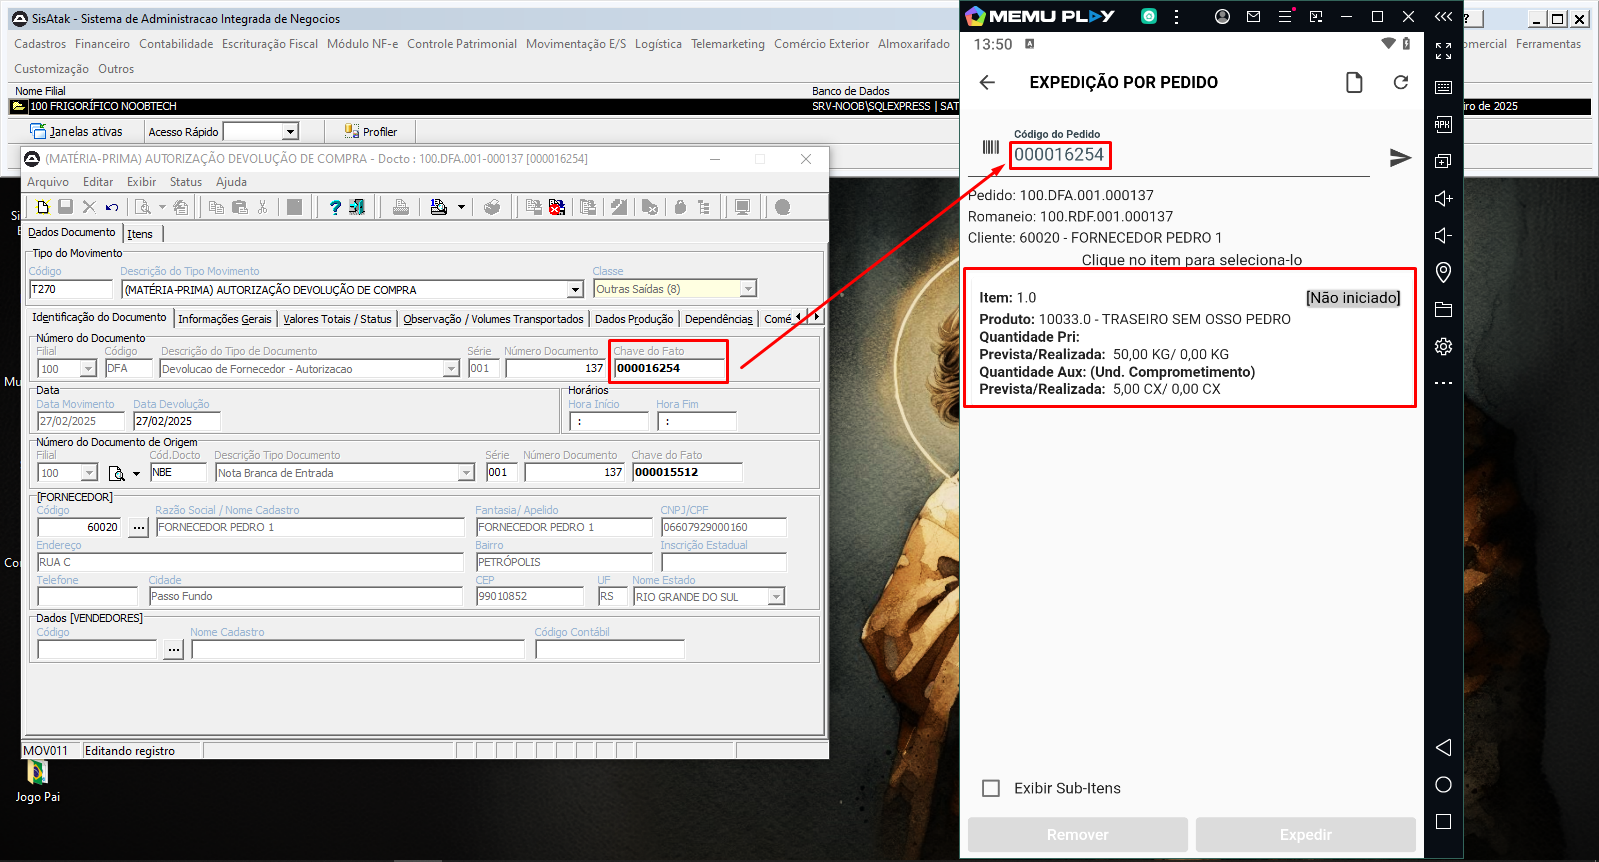 SisAtak - Sistema de Administracao Integrada de Negocios
Cadastros Financeiro Contabilidade Escrituração Fiscal Módulo NF-e Controle Patrimonial Movimentação E/S Logística Telemarketing Comércio Exterior Almoxarifado
omercial Ferramentas
Customização Outros
Nome Filial
Banco de Dados
100 FRIGORÍFICO NOOBTECH
SRV-NOOB\SQLEXPRESS | SAT
iro de 2025
Janelas ativas
Acesso Rápido
Profiler
(MATÉRIA-PRIMA) AUTORIZAÇÃO DEVOLUÇÃO DE COMPRA - Docto : 100.DFA.001-000137 [000016254]
Arquivo Editar Exibir Status Ajuda
Dados Documento
Itens
Tipo do Movimento
Código
Descrição do Tipo Movimento
Classe
T270
(MATÉRIA-PRIMA) AUTORIZAÇÃO DEVOLUÇÃO DE COMPRA
Outras Saídas (8)
Identificação do Documento
Informações Gerais
Valores Totais / Status
Observação / Volumes Transportados
Dados Produção
Dependências
Comé
Número do Documento
Filial
Código
Descrição do Tipo de Documento
Série
Número Documento
Chave do Fato
100
DFA
Devolucao de Fornecedor - Autorizacao
001
137
000016254
Data
Data Movimento
Data Devolução
27/02/2025
27/02/2025
Horários
Hora Início
Hora Fim
:
:
Número do Documento de Origem
Filial
Cód.Docto
Descrição Tipo Documento
Série
Número Documento
Chave do Fato
100
NBE
Nota Branca de Entrada
001
137
000015512
[FORNECEDOR]
Código
Razão Social / Nome Cadastro
Fantasia/ Apelido
CNPJ/CPF
60020
...
FORNECEDOR PEDRO 1
FORNECEDOR PEDRO 1
06607929000160
Endereço
Bairro
Inscrição Estadual
RUA C
PETRÓPOLIS
Telefone
Cidade
CEP
UF
Nome Estado
Passo Fundo
99010852
RS
RIO GRANDE DO SUL
Dados [VENDEDORES]
Código
Nome Cadastro
Código Contábil
...
MOV011
Editando registro
Jogo Pai
MEMU PLAY
13:50
EXPEDIÇÃO POR PEDIDO
Código do Pedido
000016254
Pedido: 100.DFA.001.000137
Romaneio: 100.RDF.001.000137
Cliente: 60020 - FORNECEDOR PEDRO 1
Clique no item para seleciona-lo
Item: 1.0
[Não iniciado]
Produto: 10033.0 - TRASEIRO SEM OSSO PEDRO
Quantidade Pri:
Prevista/Realizada: 50,00 KG/ 0,00 KG
Quantidade Aux: (Und. Comprometimento)
Prevista/Realizada: 5,00 CX/ 0,00 CX
Exibir Sub-Itens
Remover
Expedir
APK